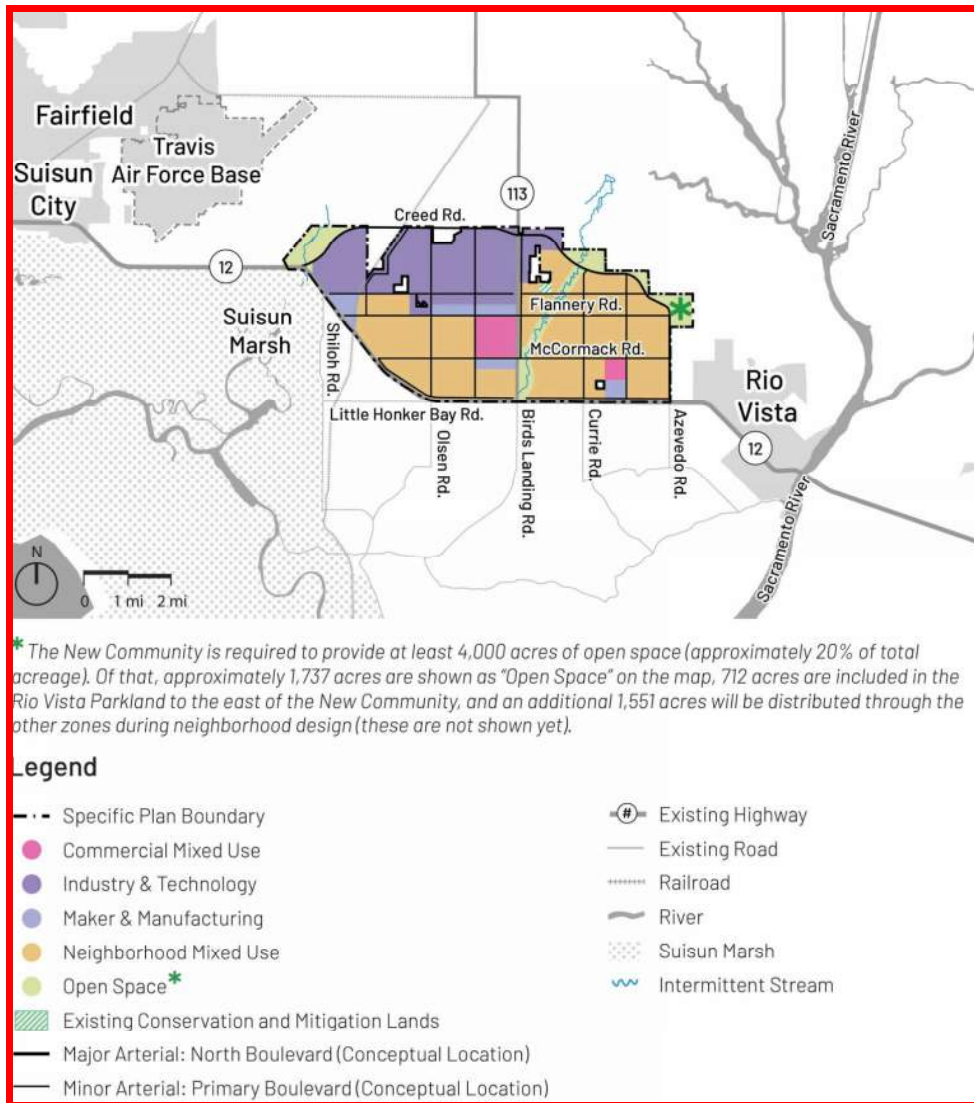 Fairfield
Travis
Air Force Base
Suisun
City
113
Creed Rd.
12
Sacramento River
Suisun
Marsh
Shiloh Rd.
Flannery Rd.
McCormack Rd.
Little Honker Bay Rd.
Olsen Rd.
Birds Landing Rd.
Currie Rd.
Azevedo Rd.
Rio
Vista
12
Sacramento River
N
0 1 mi 2 mi
* The New Community is required to provide at least 4,000 acres of open space (approximately 20% of total
acreage). Of that, approximately 1,737 acres are shown as “Open Space” on the map, 712 acres are included in the
Rio Vista Parkland to the east of the New Community, and an additional 1,551 acres will be distributed through the
other zones during neighborhood design (these are not shown yet).
Legend
Specific Plan Boundary
Commercial Mixed Use
Industry & Technology
Maker & Manufacturing
Neighborhood Mixed Use
Open Space*
Existing Conservation and Mitigation Lands
Major Arterial: North Boulevard (Conceptual Location)
Minor Arterial: Primary Boulevard (Conceptual Location)
# Existing Highway
Existing Road
Railroad
River
Suisun Marsh
Intermittent Stream